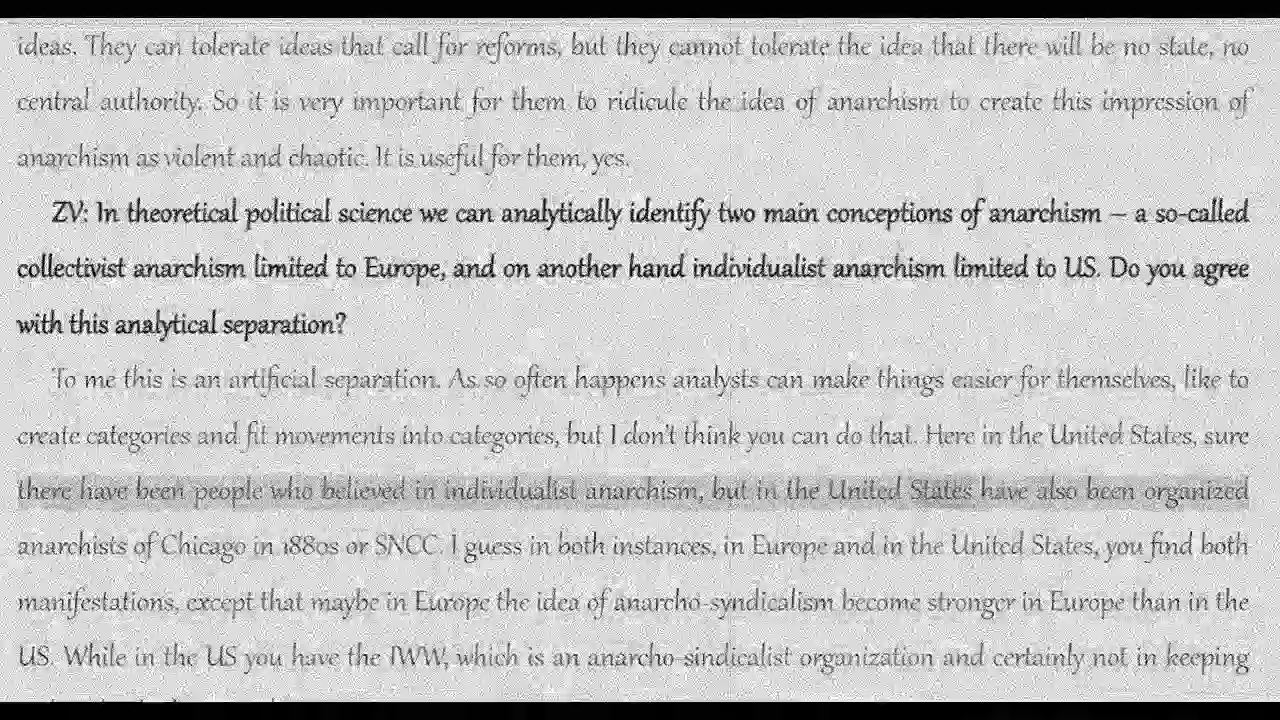 ideas. They can tolerate ideas that call for reforms, but they cannot tolerate the idea that there will be no state, no
central authority. So it is very important for them to ridicule the idea of anarchism to create this impression of
anarchism as violent and chaotic. It is useful for them, yes.
ZV: In theoretical political science we can analytically identify two main conceptions of anarchism – a so-called
collectivist anarchism limited to Europe, and on another hand individualist anarchism limited to US. Do you agree
with this analytical separation?
To me this is an artificial separation. As so often happens analysts can make things easier for themselves, like to
create categories and fit movements into categories, but I don't think you can do that. Here in the United States, sure
there have been people who believed in individualist anarchism, but in the United States have also been organized
anarchists of Chicago in 1880s or SNCC. I guess in both instances, in Europe and in the United States, you find both
manifestations, except that maybe in Europe the idea of anarcho-syndicalism become stronger in Europe than in the
US. While in the US you have the IWW, which is an anarcho-sindicalist organization and certainly not in keeping